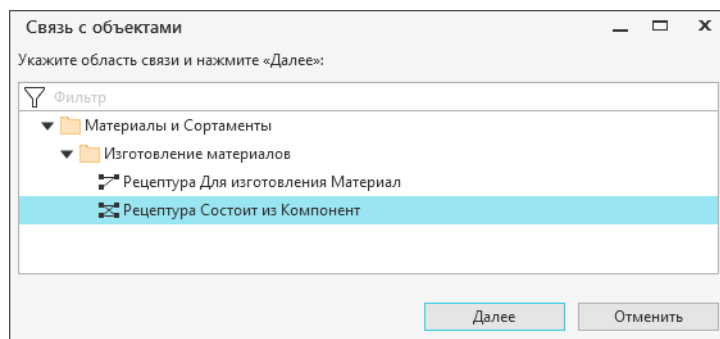 Связь с объектами
Укажите область связи и нажмите «Далее»:
Фильтр
Материалы и Сортаменты
Изготовление материалов
Рецептура Для изготовления Материал
Рецептура Состоит из Компонент
Далее Отменить